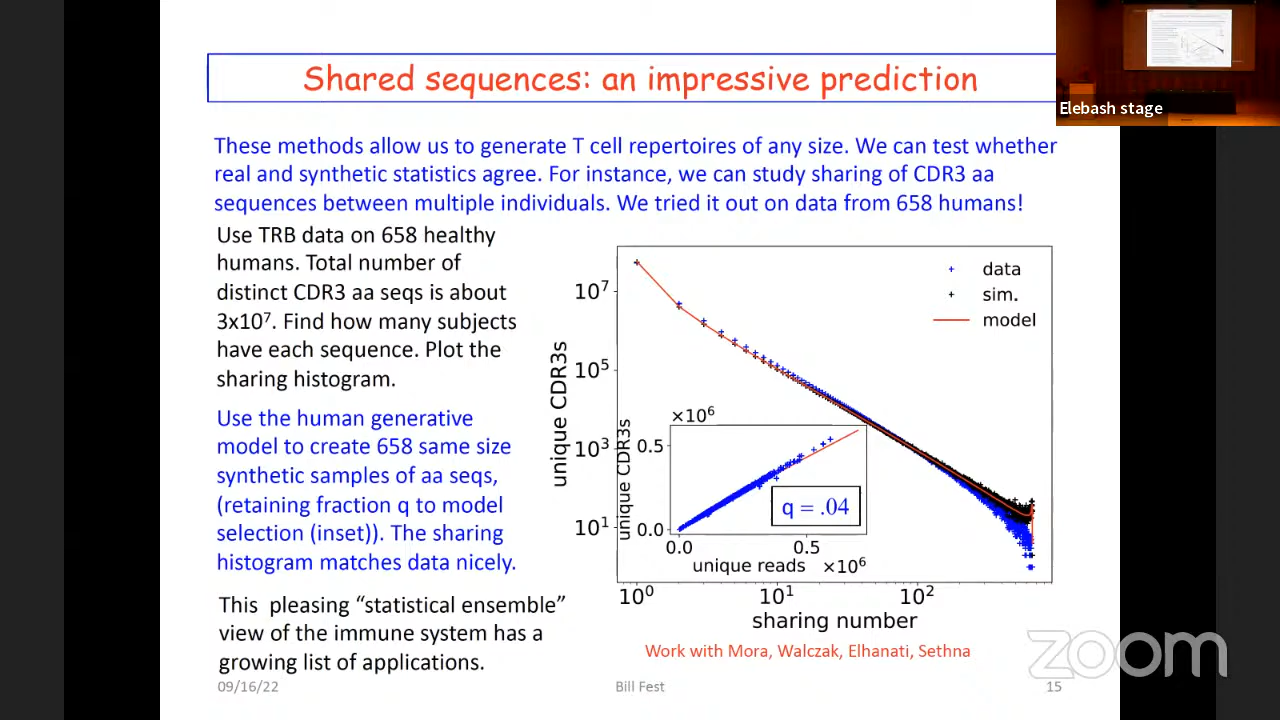 Shared sequences: an impressive prediction
Elebash stage
These methods allow us to generate T cell repertoires of any size. We can test whether
real and synthetic statistics agree. For instance, we can study sharing of CDR3 aa
sequences between multiple individuals. We tried it out on data from 658 humans!
Use TRB data on 658 healthy
humans. Total number of
distinct CDR3 aa seqs is about
3x10⁷. Find how many subjects
have each sequence. Plot the
sharing histogram.
Use the human generative
model to create 658 same size
synthetic samples of aa seqs,
(retaining fraction q to model
selection (inset)). The sharing
histogram matches data nicely.
This pleasing “statistical ensemble”
view of the immune system has a
growing list of applications.
data
sim.
model
unique CDR3s
10⁷
10⁵
10³
10¹
10⁰ 10¹ 10²
sharing number
×10⁶
unique CDR3s
0.5
0.0
q = .04
0.0 0.5
unique reads ×10⁶
Work with Mora, Walczak, Elhanati, Sethna
09/16/22
Bill Fest
15
zoom